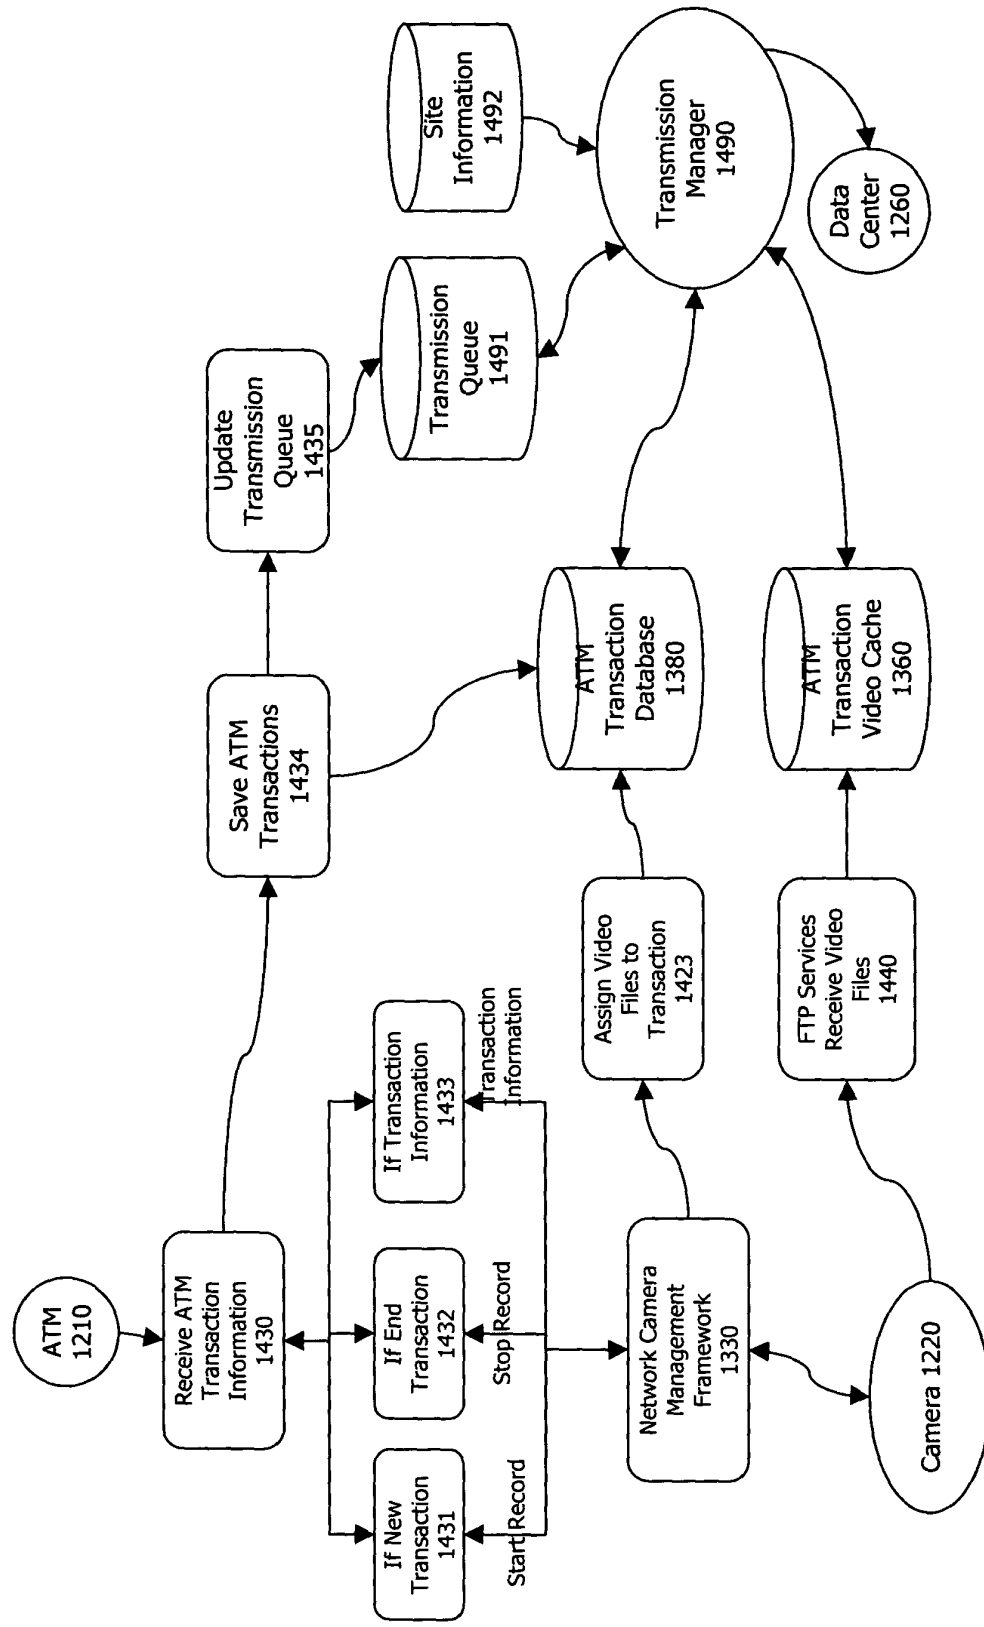 ATM
1210
Receive ATM
Transaction
Information
1430
Save ATM
Transactions
1434
Update
Transmission
Queue
1435
If New
Transaction
1431
If End
Transaction
1432
If Transaction
Information
1433
Start Record
Stop Record
Transaction
Information
Transmission
Queue
1491
Site
Information
1492
Network Camera
Management
Framework
1330
Assign Video
Files to
Transaction
1423
ATM
Transaction
Database
1380
Transmission
Manager
1490
Camera 1220
FTP Services
Receive Video
Files
1440
ATM
Transaction
Video Cache
1360
Data
Center
1260